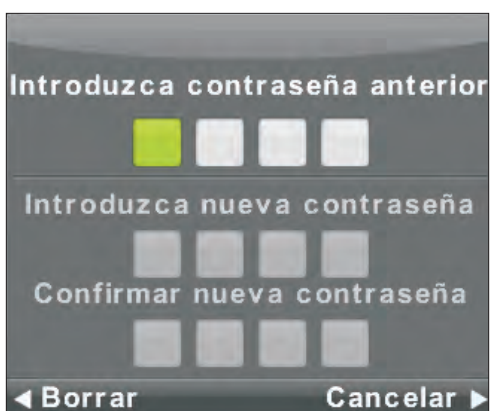 Introduzca contraseña anterior
Introduzca nueva contraseña
Confirmar nueva contraseña
◀ Borrar Cancelar ▶